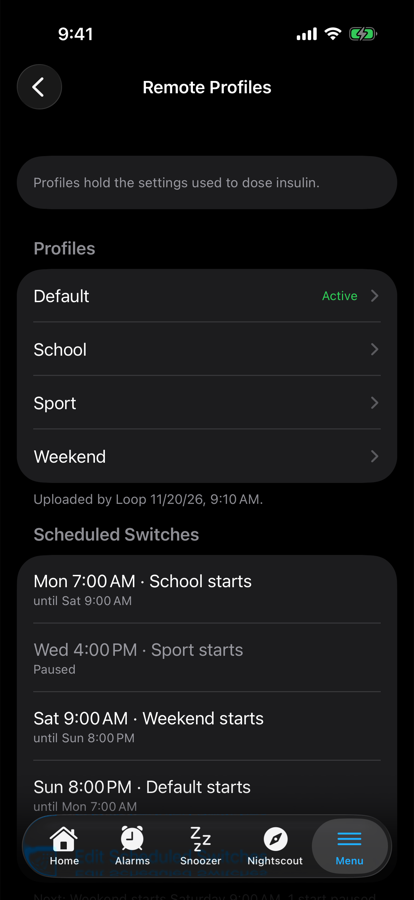 9:41
Remote Profiles
Profiles hold the settings used to dose insulin.
Profiles
Default
Active
School
Sport
Weekend
Uploaded by Loop 11/20/26, 9:10 AM.
Scheduled Switches
Mon 7:00 AM · School starts
until Sat 9:00 AM
Wed 4:00 PM · Sport starts
Paused
Sat 9:00 AM · Weekend starts
until Sun 8:00 PM
Sun 8:00 PM · Default starts
until Mon 7:00 AM
Home
Alarms
Snoozer
Nightscout
Menu